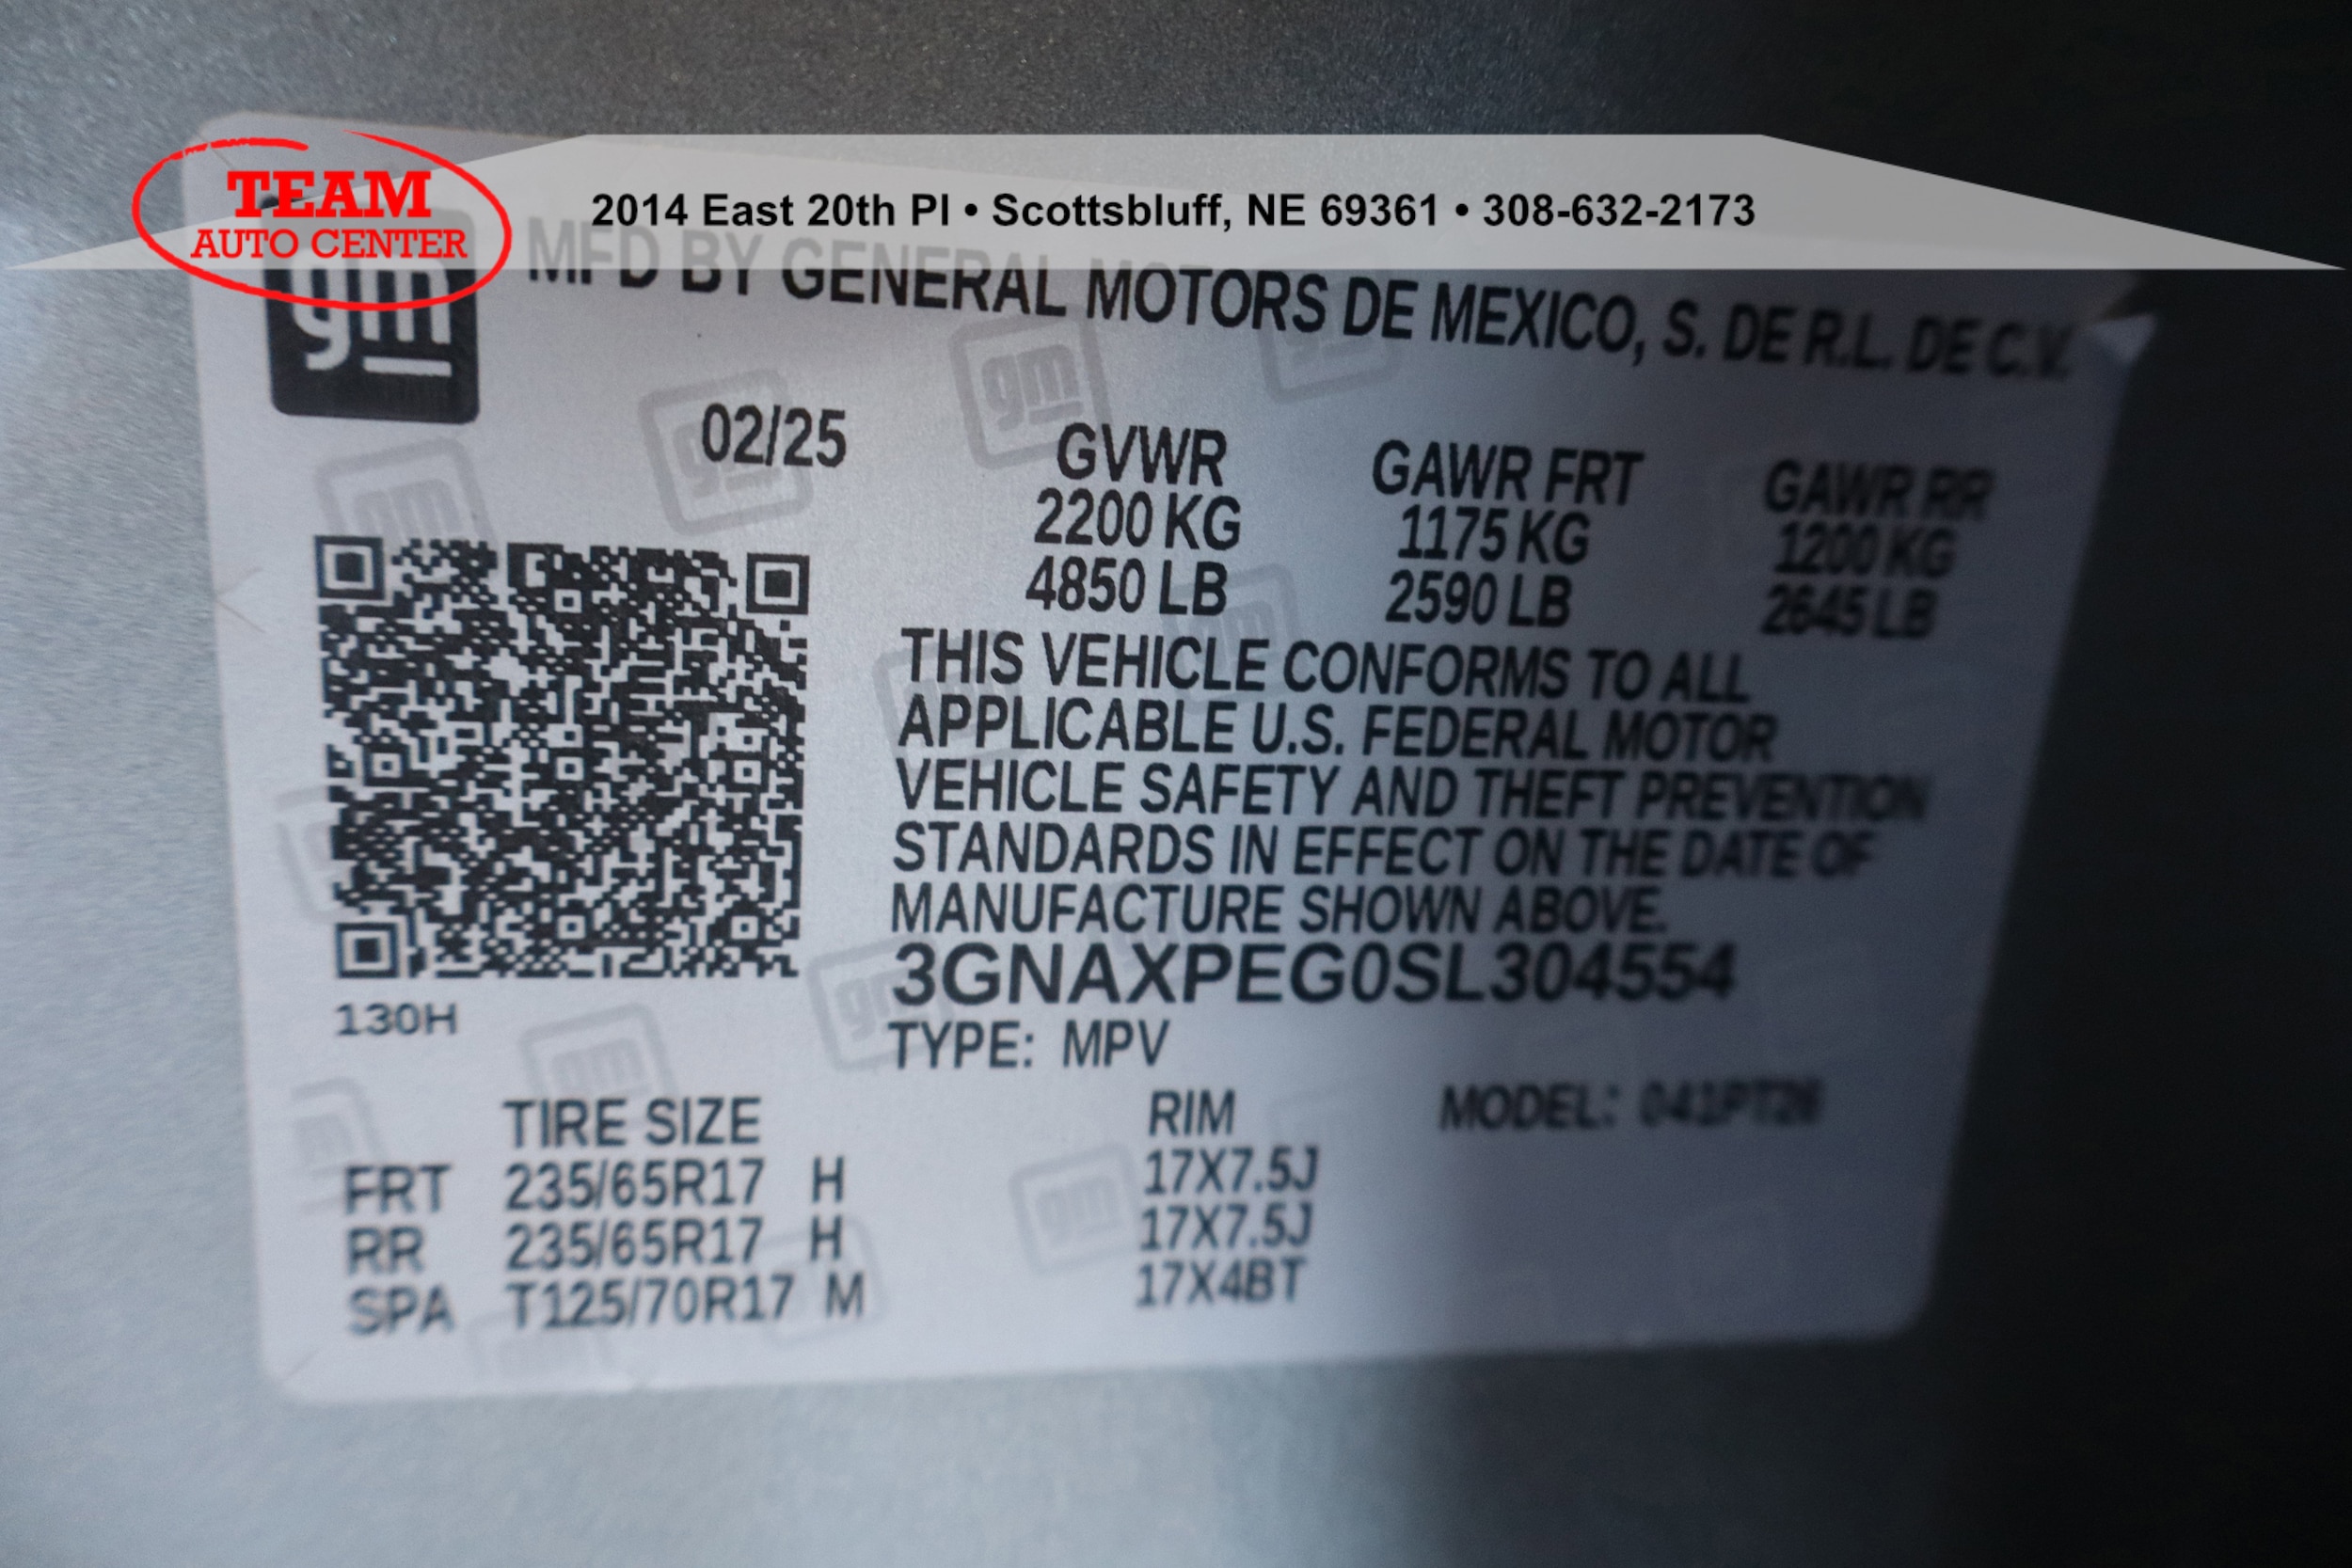 TEAM
AUTO CENTER
2014 East 20th Pl • Scottsbluff, NE 69361 • 308-632-2173
gm
MFD BY GENERAL MOTORS DE MEXICO, S. DE R.L. DE C.V.
02/25
GVWR GAWR FRT GAWR RR
2200 KG 1175 KG 1200 KG
4850 LB 2590 LB 2645 LB
THIS VEHICLE CONFORMS TO ALL
APPLICABLE U.S. FEDERAL MOTOR
VEHICLE SAFETY AND THEFT PREVENTION
STANDARDS IN EFFECT ON THE DATE OF
MANUFACTURE SHOWN ABOVE.
3GNAXPEG0SL304554
130H
TYPE: MPV
TIRE SIZE RIM MODEL:
FRT 235/65R17 H 17X7.5J
RR 235/65R17 H 17X7.5J
SPA T125/70R17 M 17X4BT